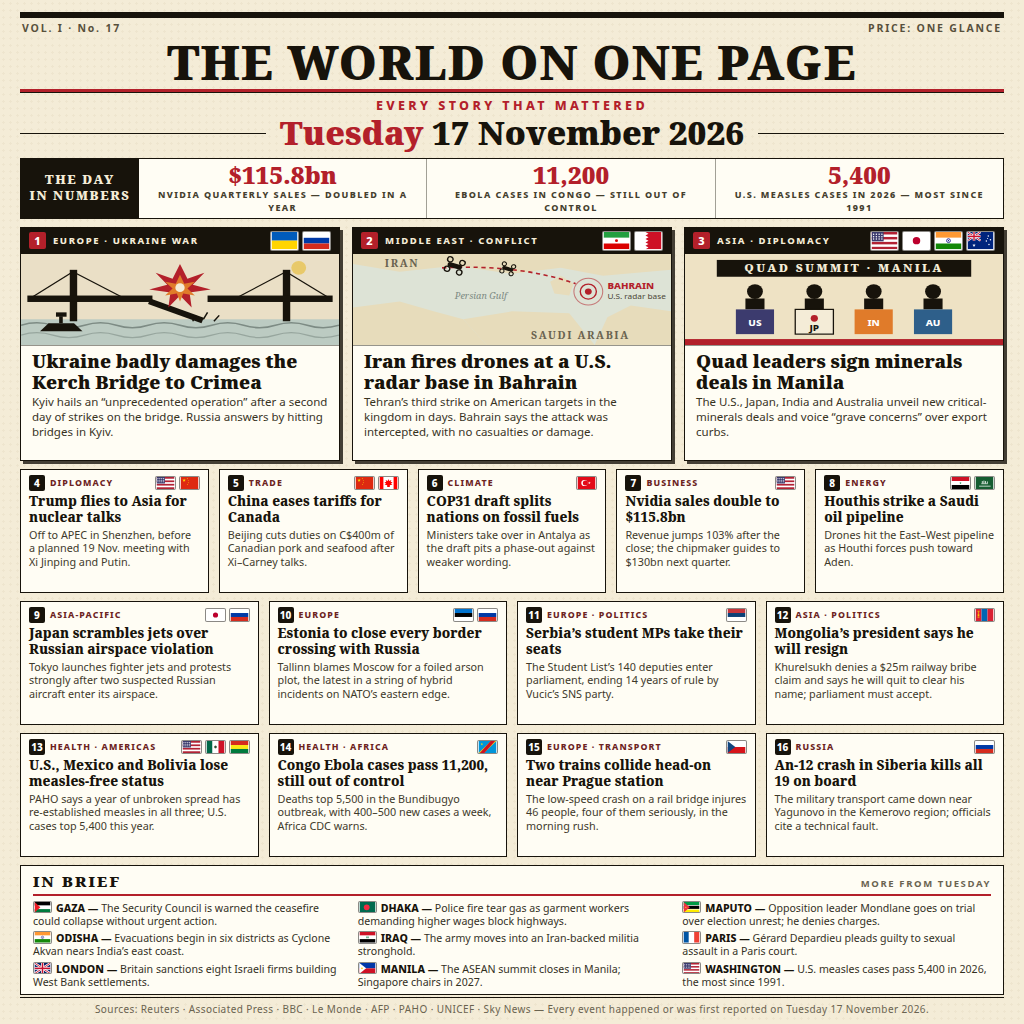 VOL. I · No. 17
PRICE: ONE GLANCE
THE WORLD ON ONE PAGE
EVERY STORY THAT MATTERED
Tuesday 17 November 2026
THE DAY
IN NUMBERS
$115.8bn
NVIDIA QUARTERLY SALES — DOUBLED IN A
YEAR
11,200
EBOLA CASES IN CONGO — STILL OUT OF
CONTROL
5,400
U.S. MEASLES CASES IN 2026 — MOST SINCE
1991
1 EUROPE · UKRAINE WAR
Ukraine badly damages the
Kerch Bridge to Crimea
Kyiv hails an “unprecedented operation” after a second
day of strikes on the bridge. Russia answers by hitting
bridges in Kyiv.
2 MIDDLE EAST · CONFLICT
IRAN
Persian Gulf
BAHRAIN
U.S. radar base
SAUDI ARABIA
Iran fires drones at a U.S.
radar base in Bahrain
Tehran’s third strike on American targets in the
kingdom in days. Bahrain says the attack was
intercepted, with no casualties or damage.
3 ASIA · DIPLOMACY
QUAD SUMMIT · MANILA
US
JP
IN
AU
Quad leaders sign minerals
deals in Manila
The U.S., Japan, India and Australia unveil new critical-
minerals deals and voice “grave concerns” over export
curbs.
4 DIPLOMACY
Trump flies to Asia for
nuclear talks
Off to APEC in Shenzhen, before
a planned 19 Nov. meeting with
Xi Jinping and Putin.
5 TRADE
China eases tariffs for
Canada
Beijing cuts duties on C$400m of
Canadian pork and seafood after
Xi–Carney talks.
6 CLIMATE
COP31 draft splits
nations on fossil fuels
Ministers take over in Antalya as
the draft pits a phase-out against
weaker wording.
7 BUSINESS
Nvidia sales double to
$115.8bn
Revenue jumps 103% after the
close; the chipmaker guides to
$130bn next quarter.
8 ENERGY
Houthis strike a Saudi
oil pipeline
Drones hit the East–West pipeline
as Houthi forces push toward
Aden.
9 ASIA-PACIFIC
Japan scrambles jets over
Russian airspace violation
Tokyo launches fighter jets and protests
strongly after two suspected Russian
aircraft enter its airspace.
10 EUROPE
Estonia to close every border
crossing with Russia
Tallinn blames Moscow for a foiled arson
plot, the latest in a string of hybrid
incidents on NATO’s eastern edge.
11 EUROPE · POLITICS
Serbia’s student MPs take their
seats
The Student List’s 140 deputies enter
parliament, ending 14 years of rule by
Vucic’s SNS party.
12 ASIA · POLITICS
Mongolia’s president says he
will resign
Khurelsukh denies a $25m railway bribe
claim and says he will quit to clear his
name; parliament must accept.
13 HEALTH · AMERICAS
U.S., Mexico and Bolivia lose
measles-free status
PAHO says a year of unbroken spread has
re-established measles in all three; U.S.
cases top 5,400 this year.
14 HEALTH · AFRICA
Congo Ebola cases pass 11,200,
still out of control
Deaths top 5,500 in the Bundibugyo
outbreak, with 400–500 new cases a week,
Africa CDC warns.
15 EUROPE · TRANSPORT
Two trains collide head-on
near Prague station
The low-speed crash on a rail bridge injures
46 people, four of them seriously, in the
morning rush.
16 RUSSIA
An-12 crash in Siberia kills all
19 on board
The military transport came down near
Yagunovo in the Kemerovo region; officials
cite a technical fault.
IN BRIEF
MORE FROM TUESDAY
GAZA — The Security Council is warned the ceasefire
could collapse without urgent action.
ODISHA — Evacuations begin in six districts as Cyclone
Akvan nears India’s east coast.
LONDON — Britain sanctions eight Israeli firms building
West Bank settlements.
DHAKA — Police fire tear gas as garment workers
demanding higher wages block highways.
IRAQ — The army moves into an Iran-backed militia
stronghold.
MANILA — The ASEAN summit closes in Manila;
Singapore chairs in 2027.
MAPUTO — Opposition leader Mondlane goes on trial
over election unrest; he denies charges.
PARIS — Gérard Depardieu pleads guilty to sexual
assault in a Paris court.
WASHINGTON — U.S. measles cases pass 5,400 in 2026,
the most since 1991.
Sources: Reuters · Associated Press · BBC · Le Monde · AFP · PAHO · UNICEF · Sky News — Every event happened or was first reported on Tuesday 17 November 2026.